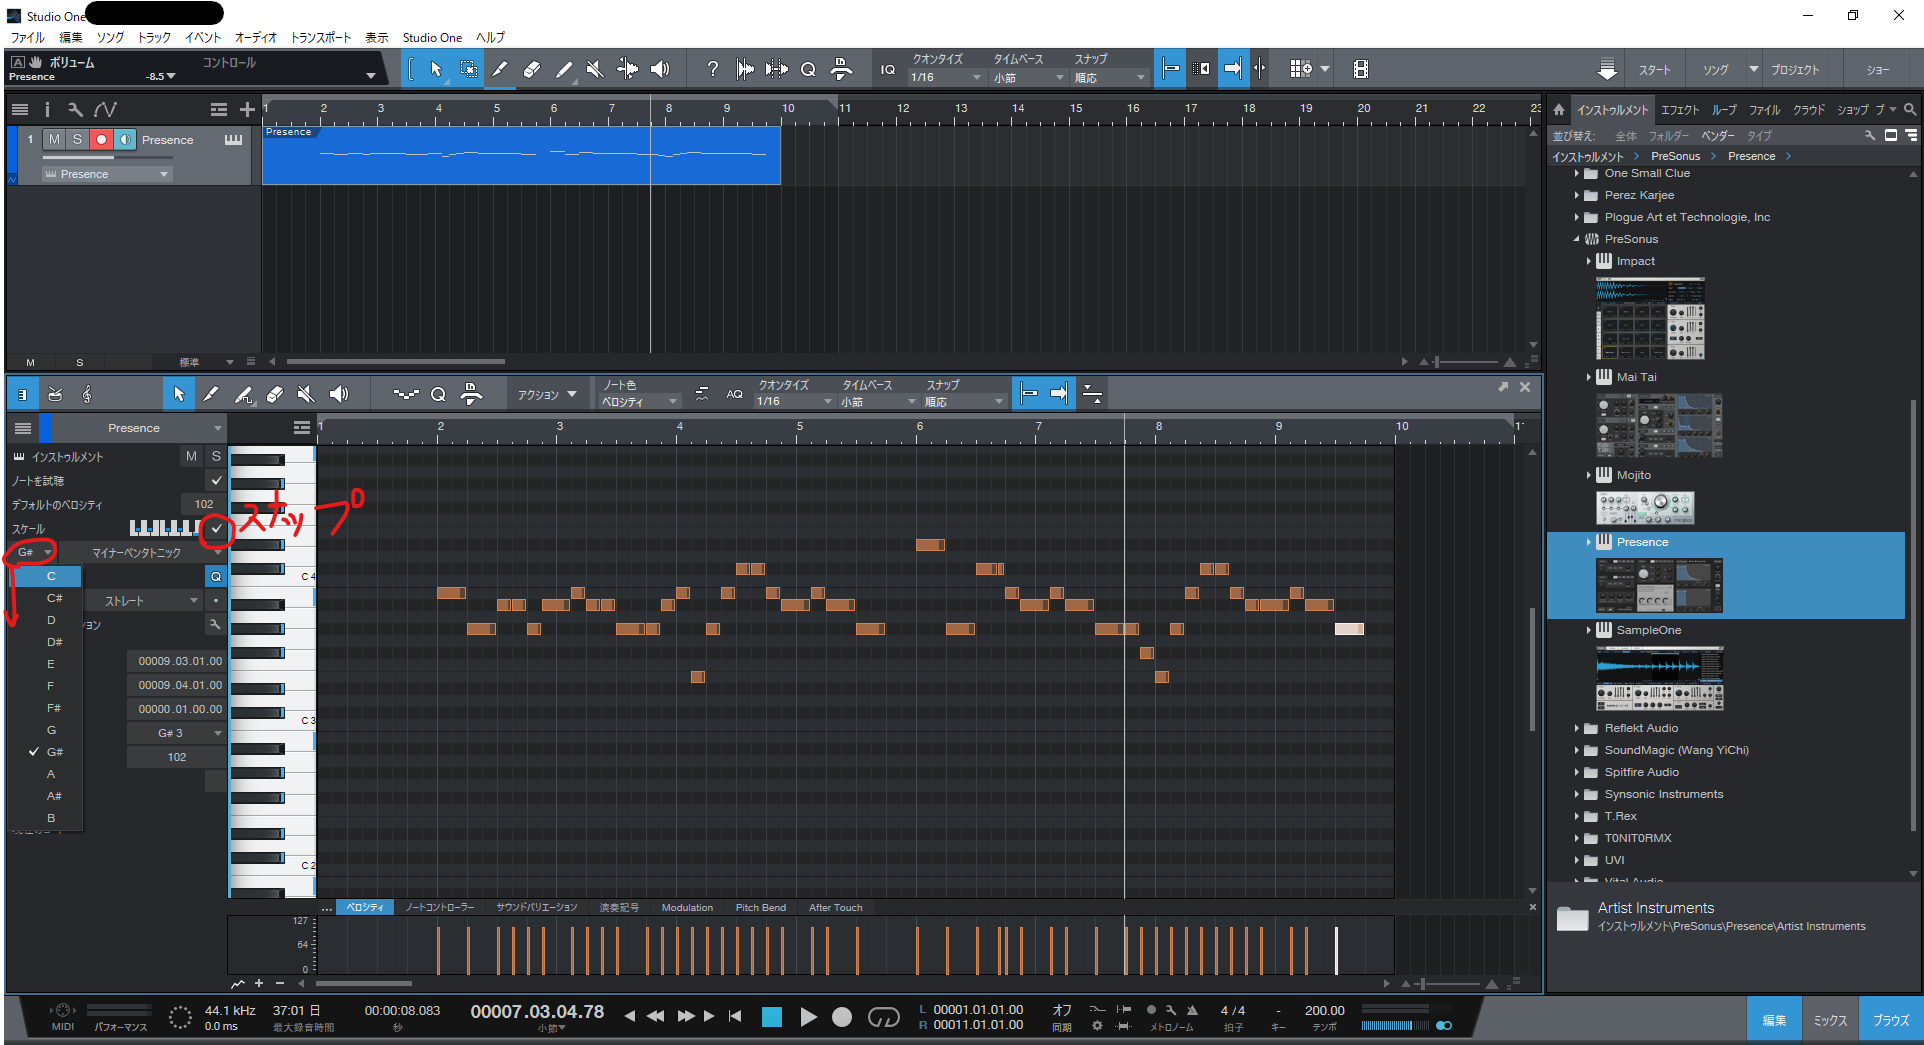 Studio One
ファイル 編集 ソング トラック イベント オーディオ トランスポート 表示 Studio One ヘルプ
A ボリューム コントロール
Presence -8.5
IQ クオンタイズ タイムベース スナップ
1/16 小節 順応
スタート ソング プロジェクト ショー
1 2 3 4 5 6 7 8 9 10 11 12 13 14 15 16 17 18 19 20 21 22 23
1 M S Presence
Presence
Presence
M S 標準
アクション
ノート色
ベロシティ
AQ クオンタイズ タイムベース スナップ
1/16 小節 順応
Presence
1 2 3 4 5 6 7 8 9 10 1
インストゥルメント M S
ノートを試聴
デフォルトのベロシティ 102
スケール
スナップ
G# マイナーペンタトニック
C
C#
D
D#
E
F
F#
G
G#
A
A#
B
Q
ストレート
ョン
00009.03.01.00
00009.04.01.00
00000.01.00.00
G# 3
102
C 4
C 3
C 2
... ベロシティ ノートコントローラー サウンドバリエーション 演奏記号 Modulation Pitch Bend After Touch
127
64
0
インストゥルメント エフェクト ループ ファイル クラウド ショップ プ
並び替え: 全体 フォルダー ベンダー タイプ
インストゥルメント PreSonus Presence
One Small Clue
Perez Karjee
Plogue Art et Technologie, Inc
PreSonus
Impact
Mai Tai
Mojito
Presence
SampleOne
Reflekt Audio
SoundMagic (Wang YiChi)
Spitfire Audio
Synsonic Instruments
T.Rex
T0NIT0RMX
UVI
Vital Audio
Artist Instruments
インストゥルメント\PreSonus\Presence\Artist Instruments
MIDI パフォーマンス
44.1 kHz
0.0 ms
37:01 日
最大録音時間
00:00:08.083
秒
00007.03.04.78
小節
L 00001.01.01.00
R 00011.01.01.00
オフ
同期
メトロノーム
4 / 4
拍子
-
キー
200.00
テンポ
編集 ミックス ブラウズ